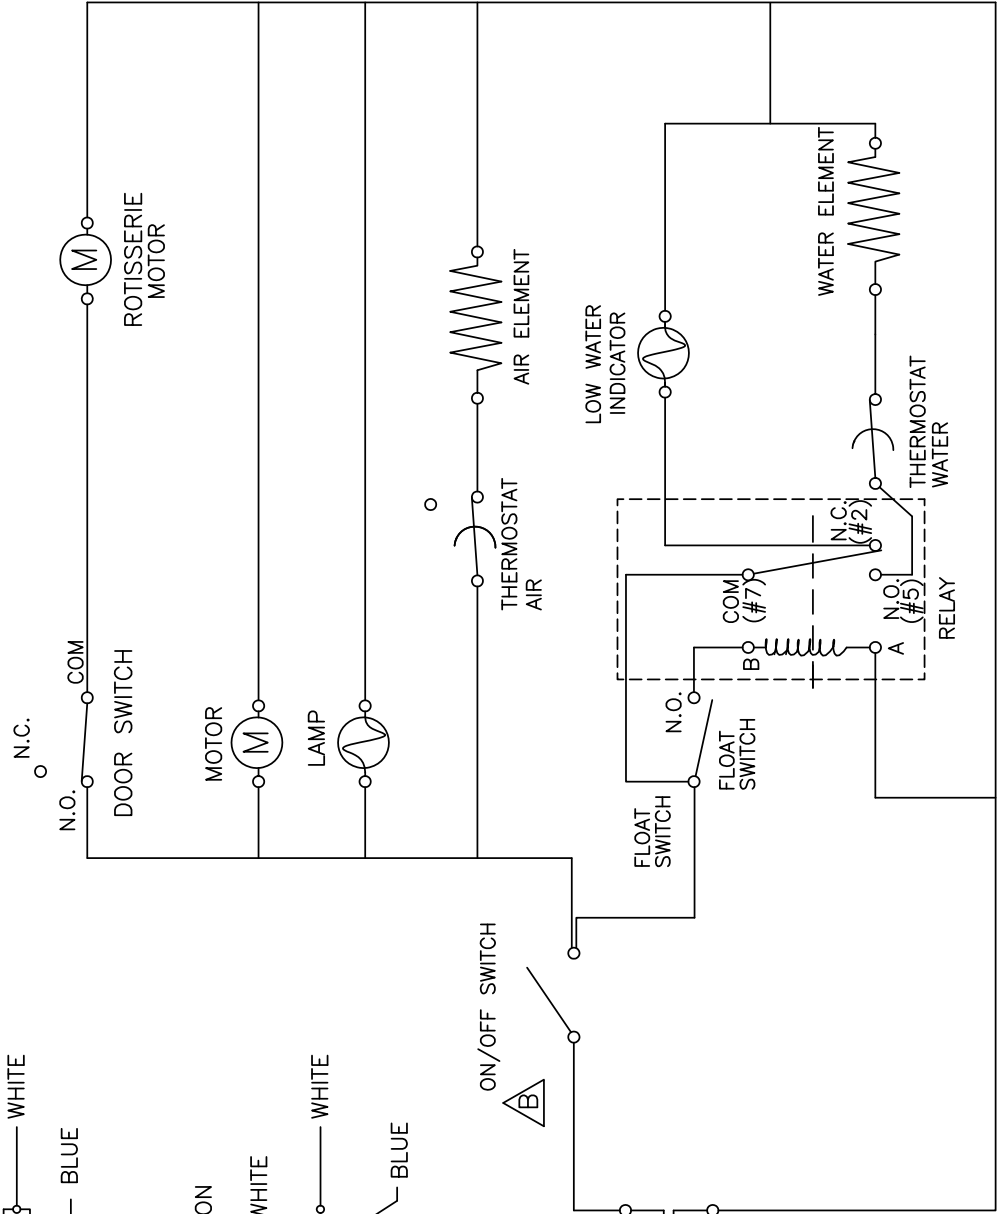 N.C.
N.O.
COM
DOOR SWITCH
M
ROTISSERIE
MOTOR
MOTOR
M
LAMP
THERMOSTAT
AIR
AIR ELEMENT
LOW WATER
INDICATOR
WATER ELEMENT
THERMOSTAT
WATER
N.C.
(#2)
COM
(#7)
N.O.
(#5)
RELAY
B
A
N.O.
FLOAT
SWITCH
FLOAT
SWITCH
ON/OFF SWITCH
B
WHITE
BLUE
ON
WHITE
WHITE
BLUE